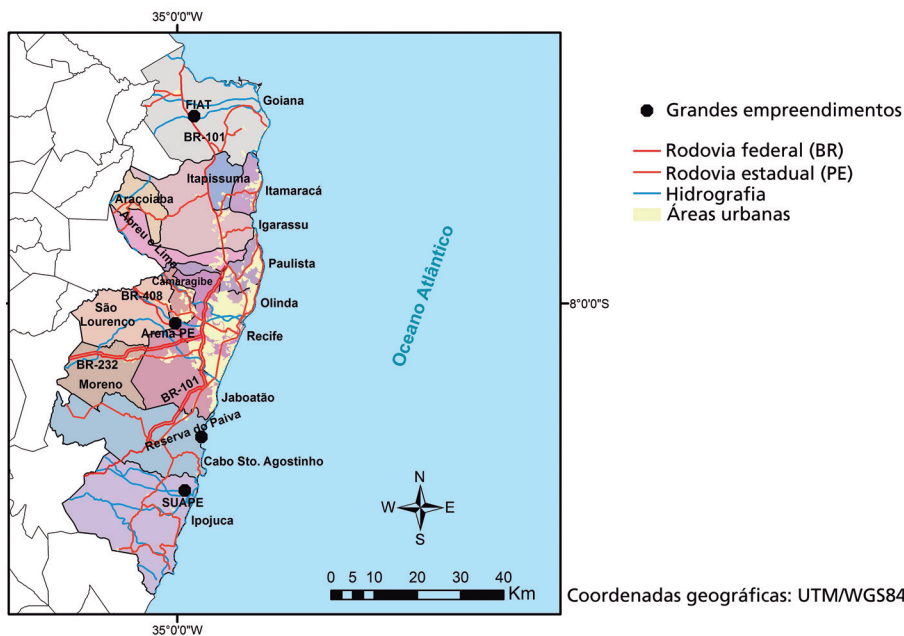 35°0'0"W
FIAT
Goiana
BR-101
Itapissuma
Itamaracá
Araçoiaba
Igarassu
Abreu e Lima
Paulista
Camaragibe
BR-408
Olinda
São
Lourenço
Arena PE
Recife
BR-232
Moreno
BR-101
Jaboatão
Reserva do Paiva
Cabo Sto. Agostinho
SUAPE
Ipojuca
Oceano Atlântico
8°0'0"S
N
W E
S
0 5 10 20 30 40
Km
35°0'0"W
Grandes empreendimentos
Rodovia federal (BR)
Rodovia estadual (PE)
Hidrografia
Áreas urbanas
Coordenadas geográficas: UTM/WGS84